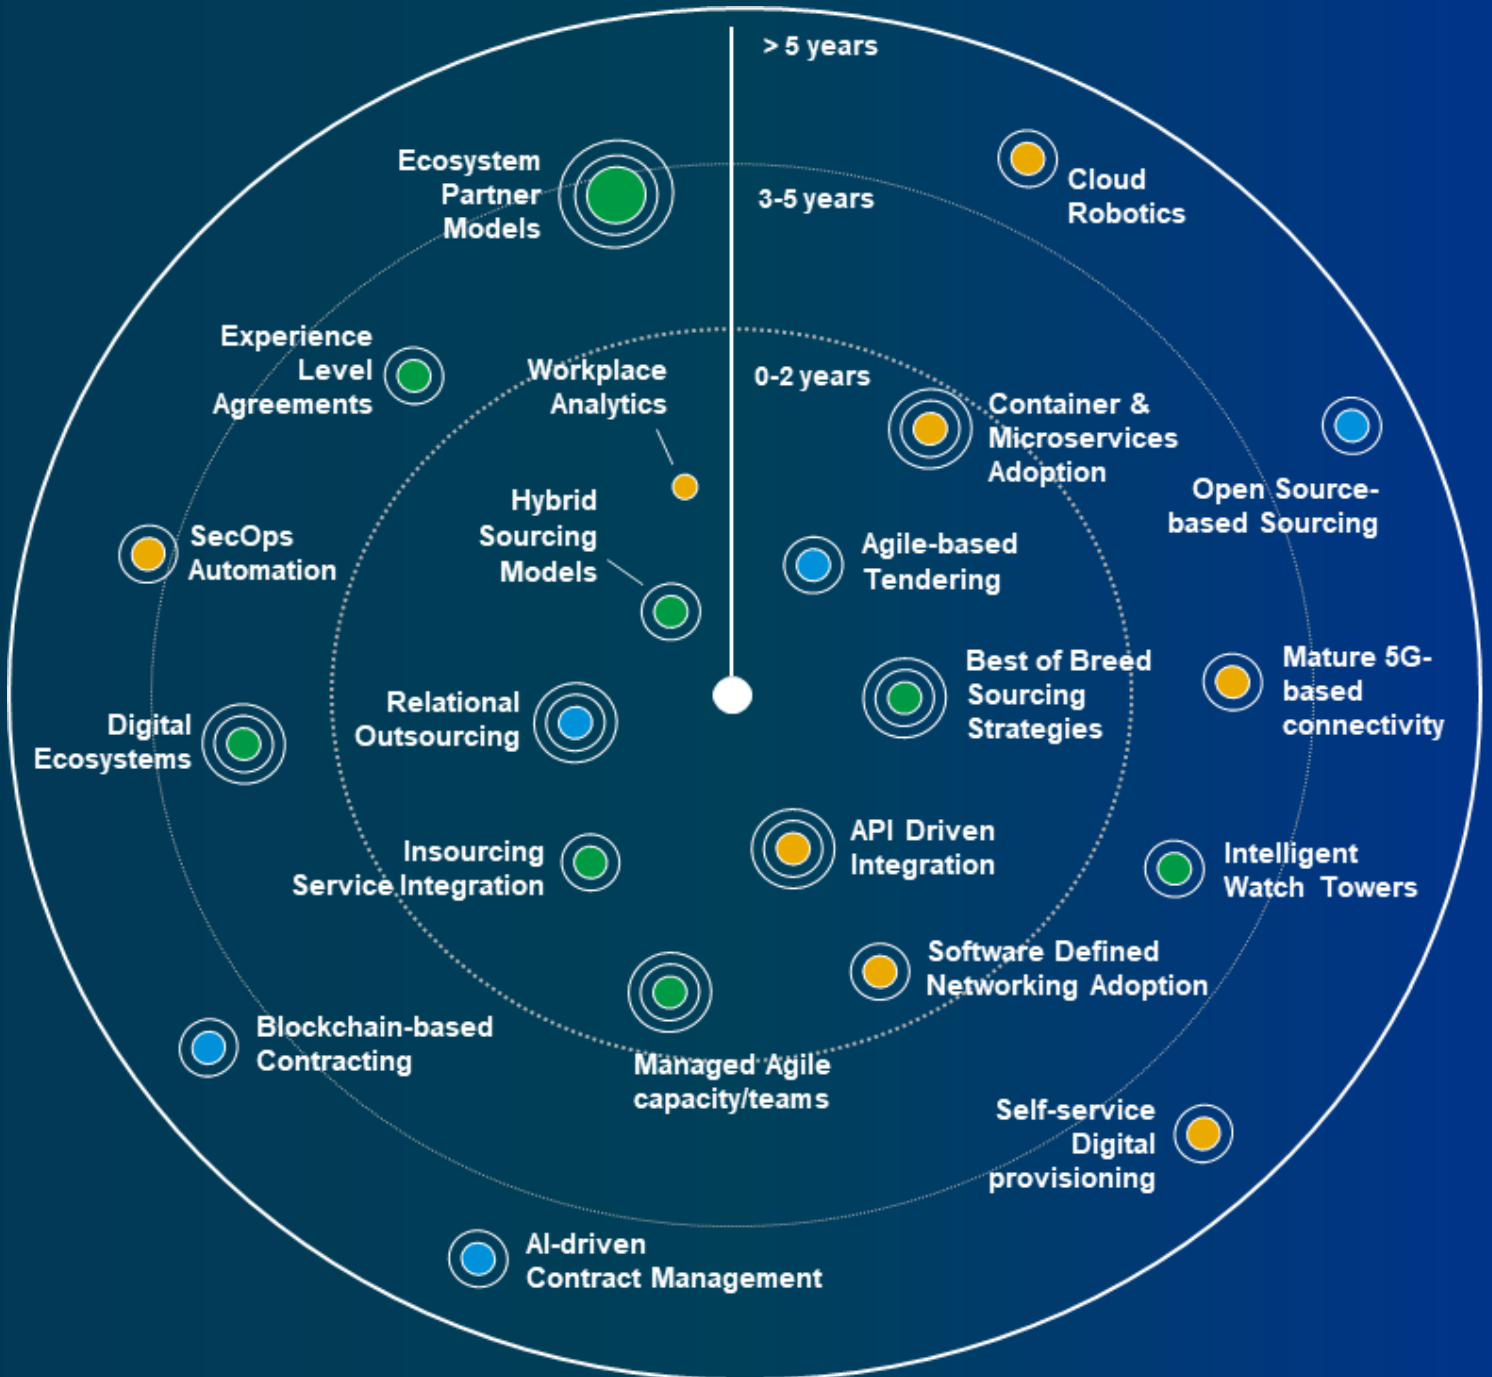 > 5 years
Ecosystem
Partner
Models
3-5 years
Cloud
Robotics
Experience
Level
Agreements
Workplace
Analytics
0-2 years
Container &
Microservices
Adoption
Open Source-
based Sourcing
Hybrid
Sourcing
Models
SecOps
Automation
Agile-based
Tendering
Best of Breed
Sourcing
Strategies
Mature 5G-
based
connectivity
Relational
Outsourcing
Digital
Ecosystems
API Driven
Integration
Insourcing
Service Integration
Intelligent
Watch Towers
Software Defined
Networking Adoption
Blockchain-based
Contracting
Managed Agile
capacity/teams
Self-service
Digital
provisioning
AI-driven
Contract Management